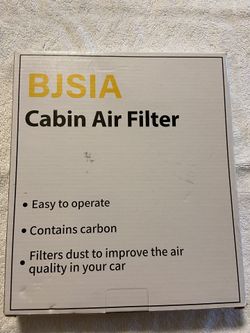 BJSIA
Cabin Air Filter
• Easy to operate
• Contains carbon
• Filters dust to improve the air
quality in your car